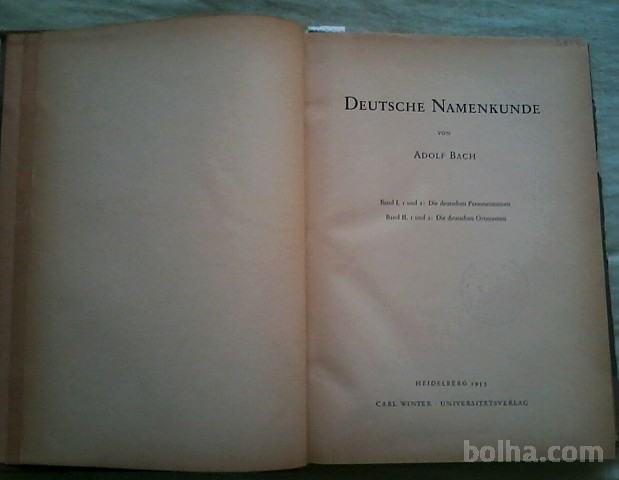 DEUTSCHE NAMENKUNDE
VON
ADOLF BACH
Band I, 1 und 2: Die deutschen Personennamen
Band II, 1 und 2: Die deutschen Ortsnamen
HEIDELBERG 1953
CARL WINTER · UNIVERSITÄTSVERLAG
bolha.com